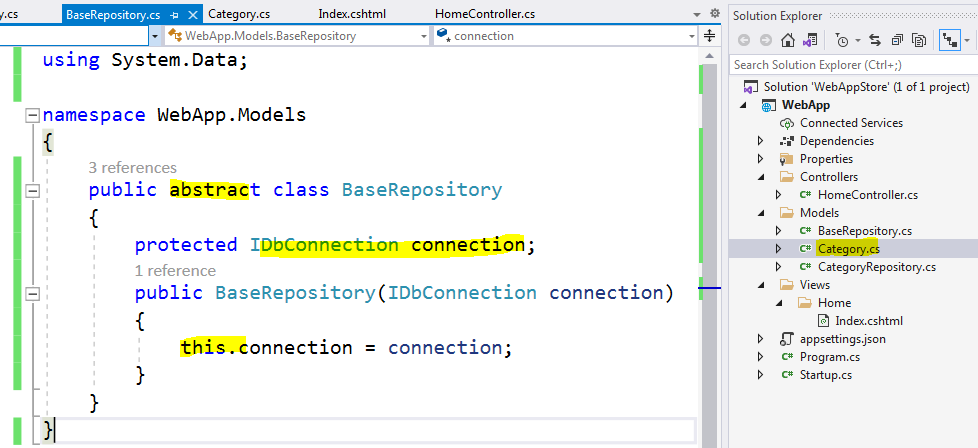 y.cs
BaseRepository.cs
Category.cs
Index.cshtml
HomeController.cs
WebApp.Models.BaseRepository
connection
using System.Data;
namespace WebApp.Models
{
3 references
public abstract class BaseRepository
{
protected IDbConnection connection;
1 reference
public BaseRepository(IDbConnection connection)
{
this.connection = connection;
}
}
}
Solution Explorer
Search Solution Explorer (Ctrl+;)
Solution 'WebAppStore' (1 of 1 project)
WebApp
Connected Services
Dependencies
Properties
Controllers
C# HomeController.cs
Models
C# BaseRepository.cs
C# Category.cs
C# CategoryRepository.cs
Views
Home
Index.cshtml
appsettings.json
C# Program.cs
C# Startup.cs